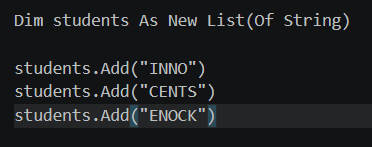 Dim students As New List(Of String)
students.Add("INNO")
students.Add("CENTS")
students.Add("ENOCK")